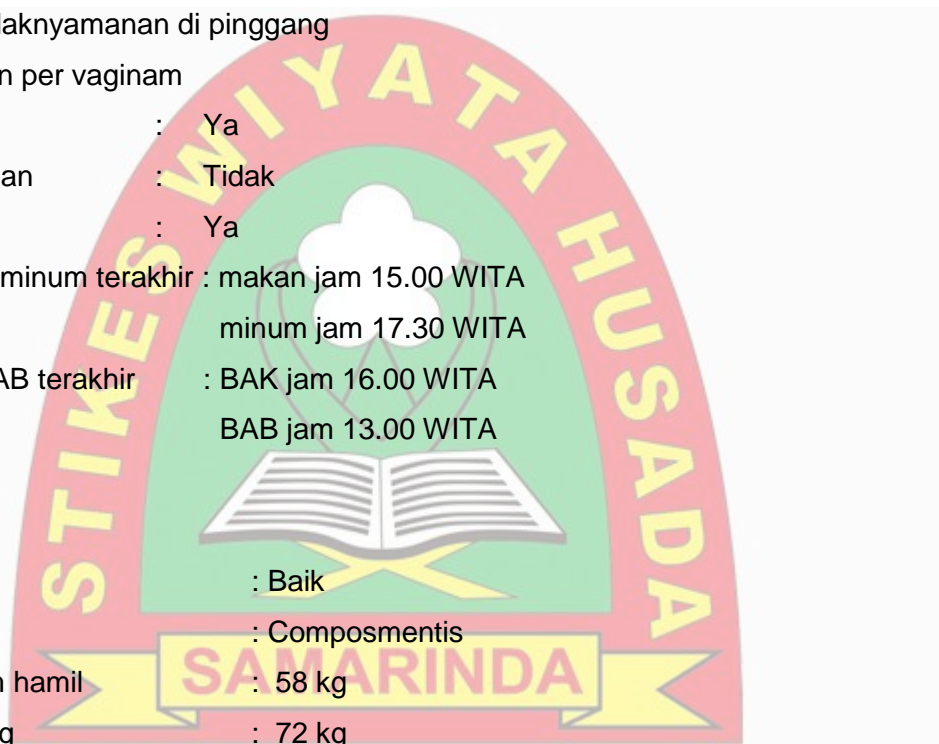 laknyamanan di pinggang
n per vaginam
: Ya
an : Tidak
: Ya
minum terakhir : makan jam 15.00 WITA
minum jam 17.30 WITA
AB terakhir : BAK jam 16.00 WITA
BAB jam 13.00 WITA
: Baik
: Composmentis
n hamil : 58 kg
g : 72 kg
STIKES WIYATA HUSADA
SAMARINDA